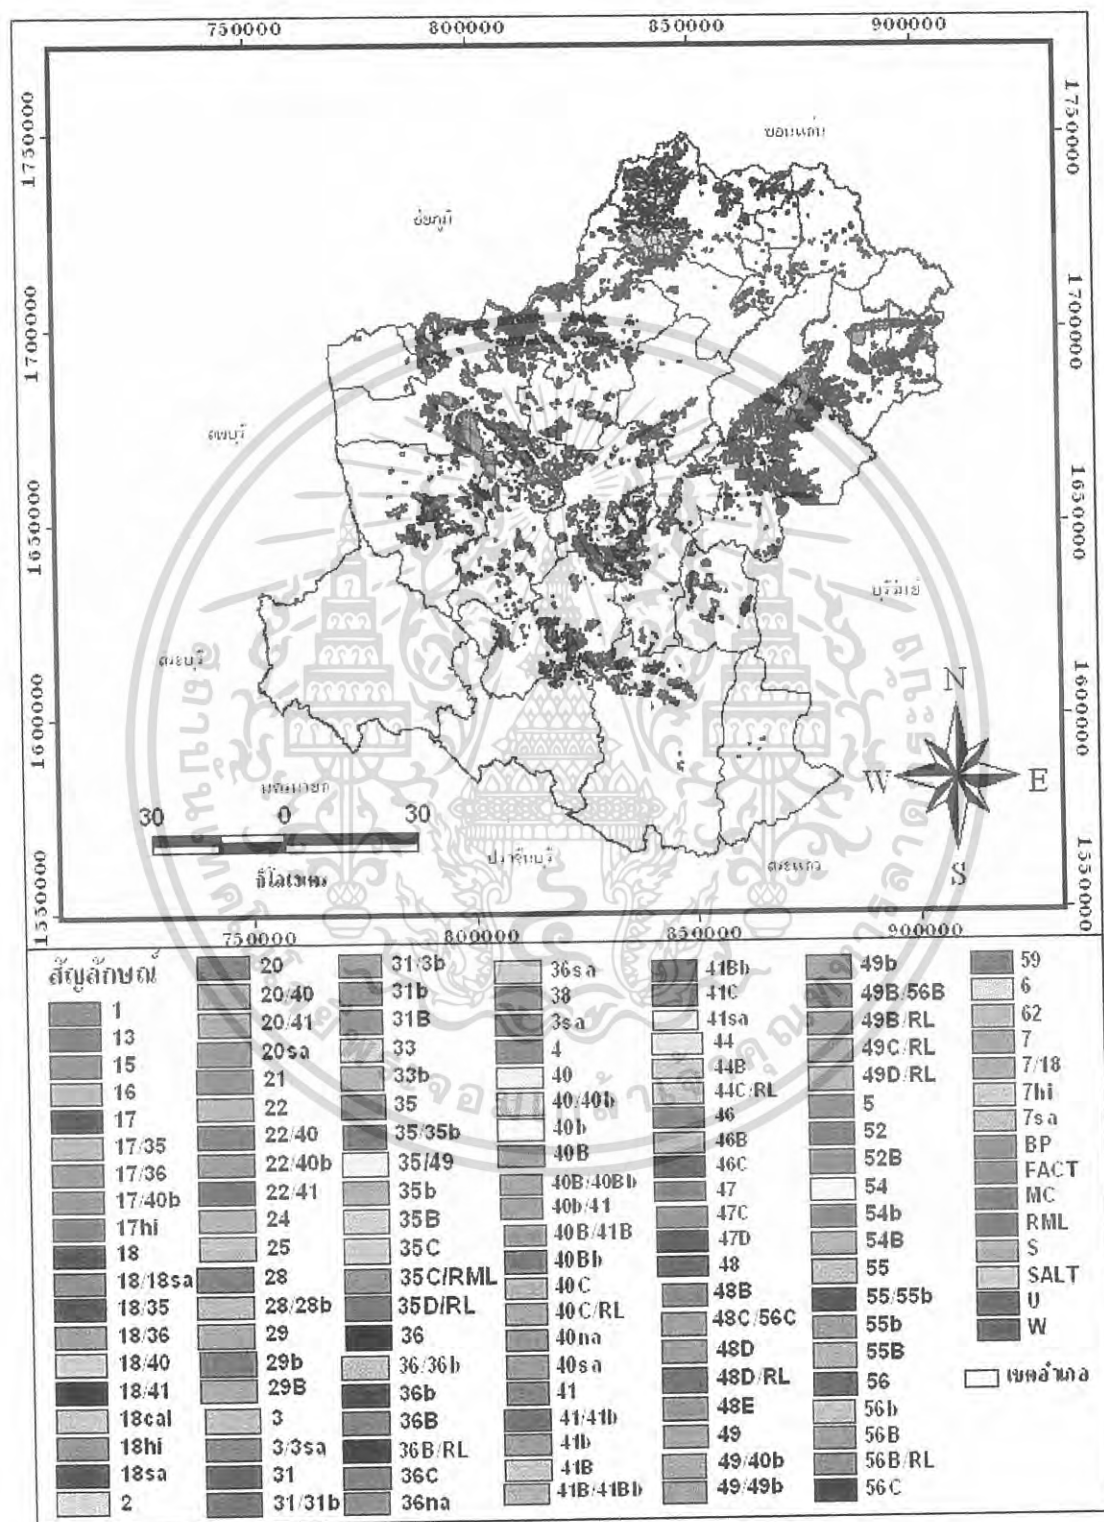 750000 800000 850000 900000
1750000
1700000
1650000
1600000
1550000
1750000
1700000
1650000
1600000
1550000
ขอนแก่น
ชัยภูมิ
ลพบุรี
บุรีรัมย์
สระบุรี
นครนายก
ปราจีนบุรี
สระแก้ว
N
W E
S
30 0 30
กิโลเมตร
750000 800000 850000 900000
สัญลักษณ์
1
13
15
16
17
17/35
17/36
17/40b
17hi
18
18/18sa
18/35
18/36
18/40
18/41
18cal
18hi
18sa
2
20
20/40
20/41
20sa
21
22
22/40
22/40b
22/41
24
25
28
28/28b
29
29b
29B
3
3/3sa
31
31/31b
31/3b
31b
31B
33
33b
35
35/35b
35/49
35b
35B
35C
35C/RML
35D/RL
36
36/36b
36b
36B
36B/RL
36C
36na
36sa
38
3sa
4
40
40/40b
40b
40B
40B/40Bb
40b/41
40B/41B
40Bb
40C
40C/RL
40na
40sa
41
41/41b
41b
41B
41B/41Bb
41Bb
41C
41sa
44
44B
44C/RL
46
46B
46C
47
47C
47D
48
48B
48C/56C
48D
48D/RL
48E
49
49/40b
49/49b
49b
49B/56B
49B/RL
49C/RL
49D/RL
5
52
52B
54
54b
54B
55
55/55b
55b
55B
56
56b
56B
56B/RL
56C
59
6
62
7
7/18
7hi
7sa
BP
FACT
MC
RML
S
SALT
U
W
เขตอำเภอ